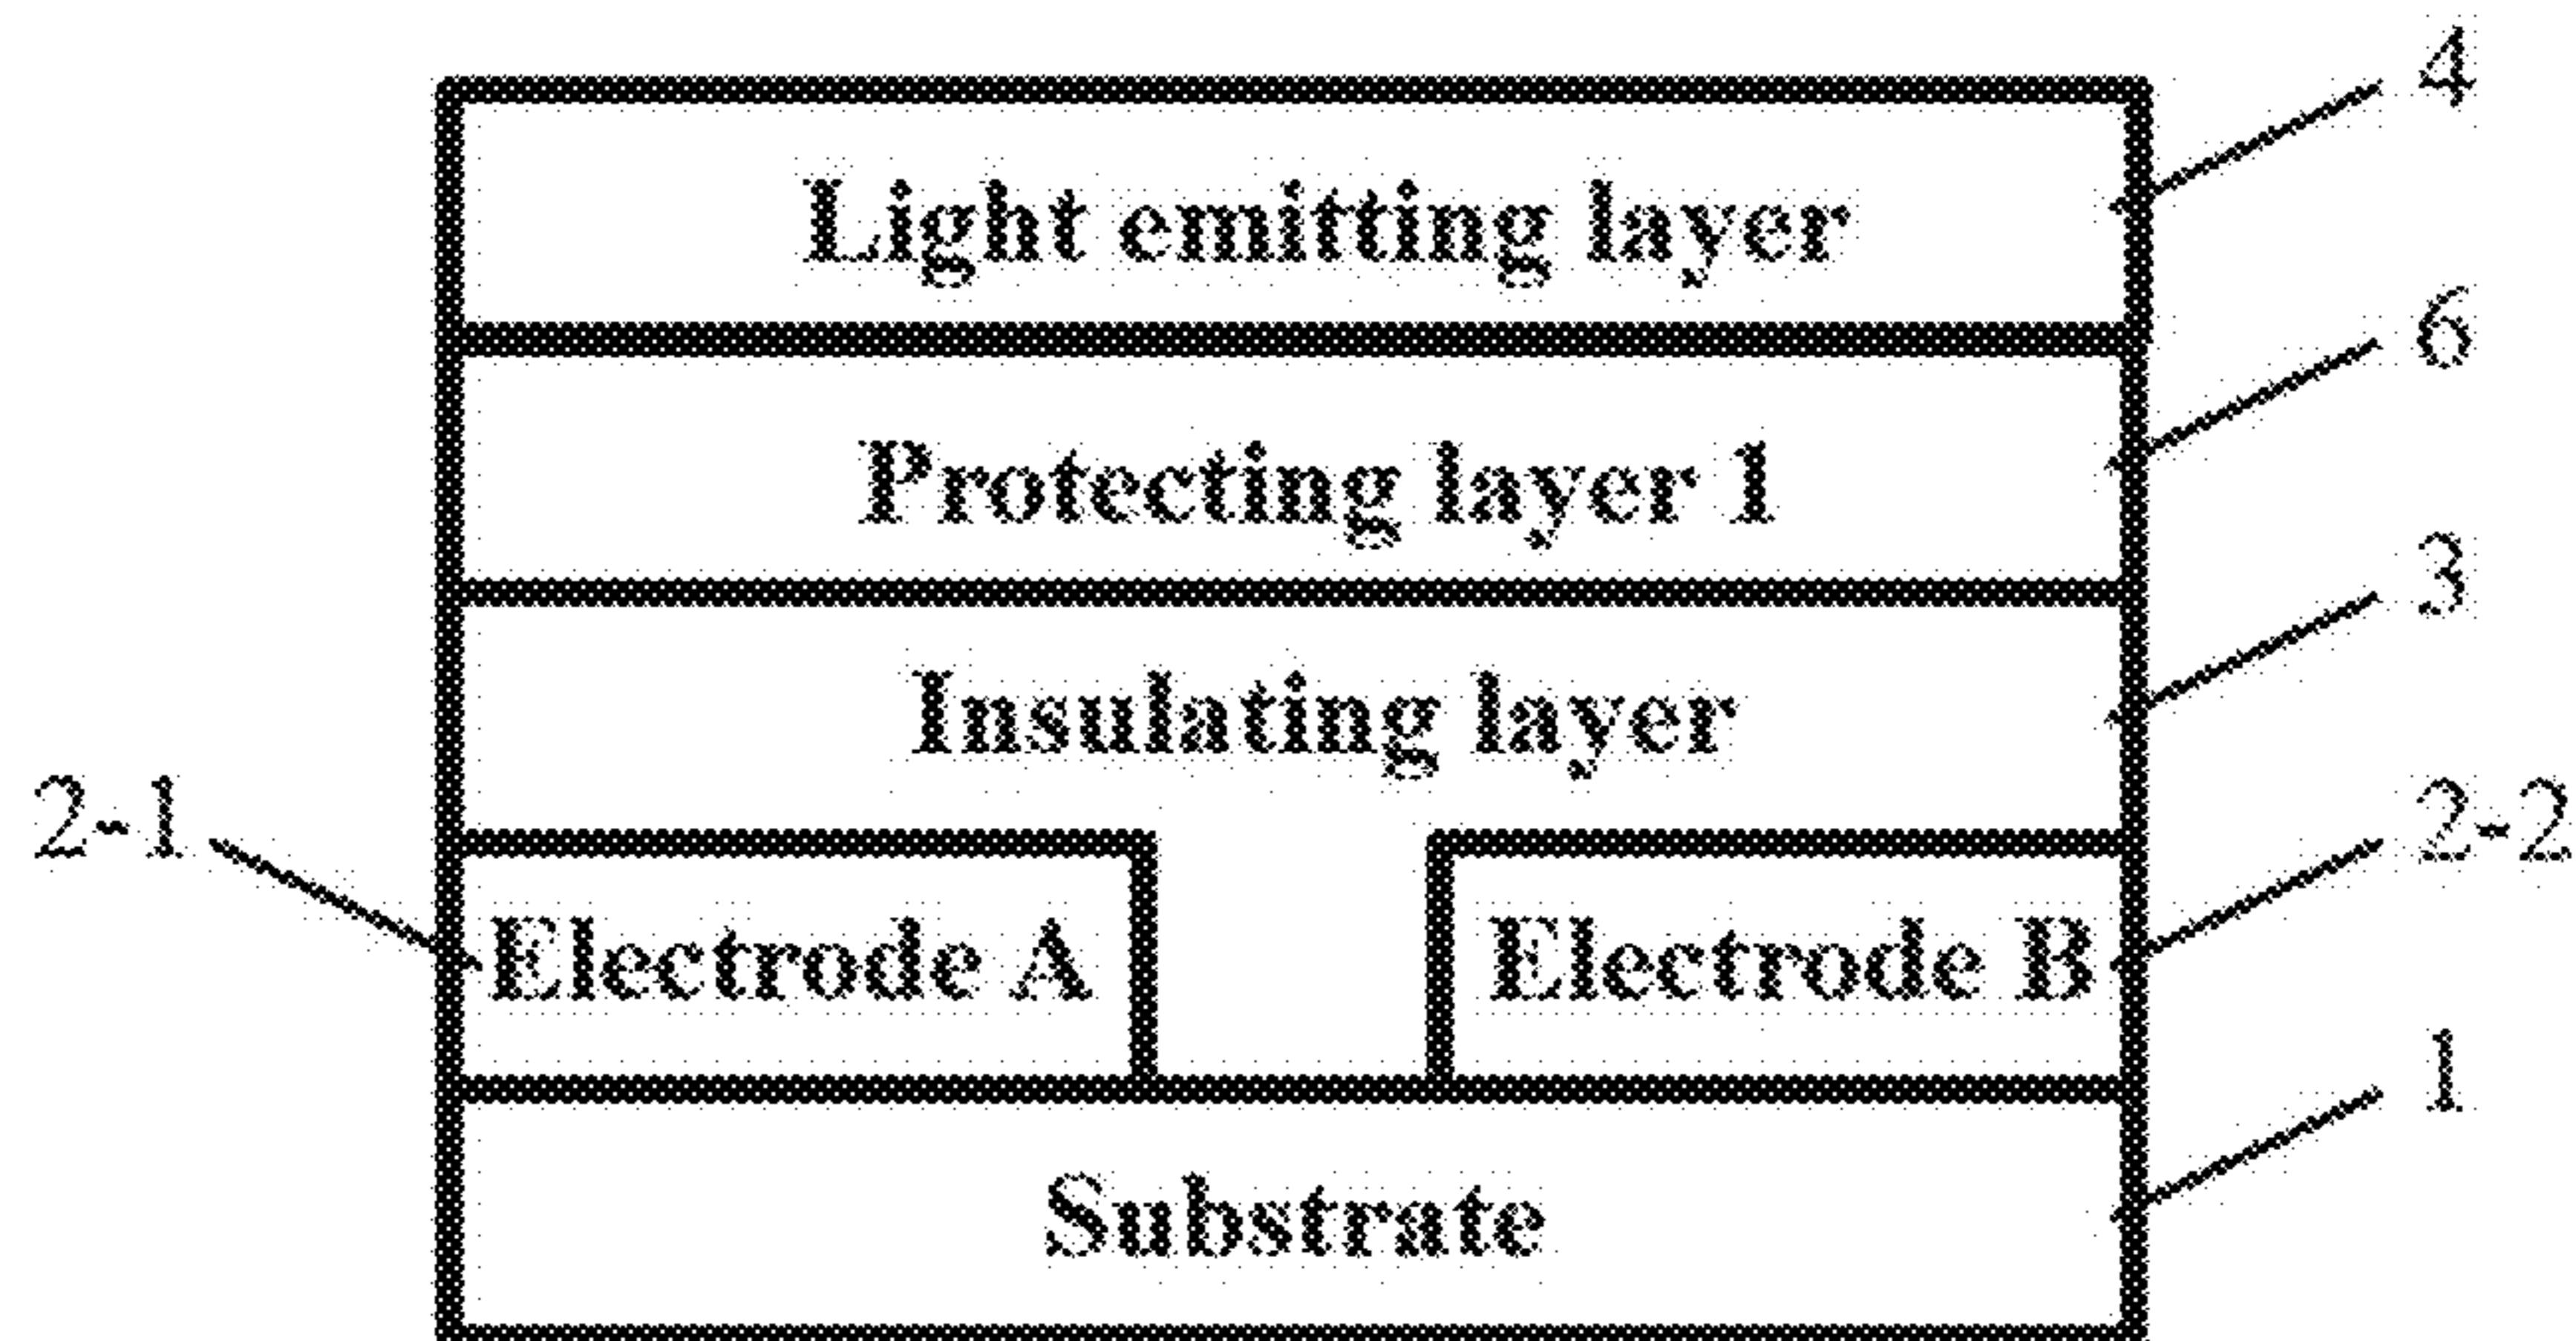 4
Light emitting layer
6
Protecting layer 1
3
Insulating layer
2-1
2-2
Electrode A
Electrode B
1
Substrate